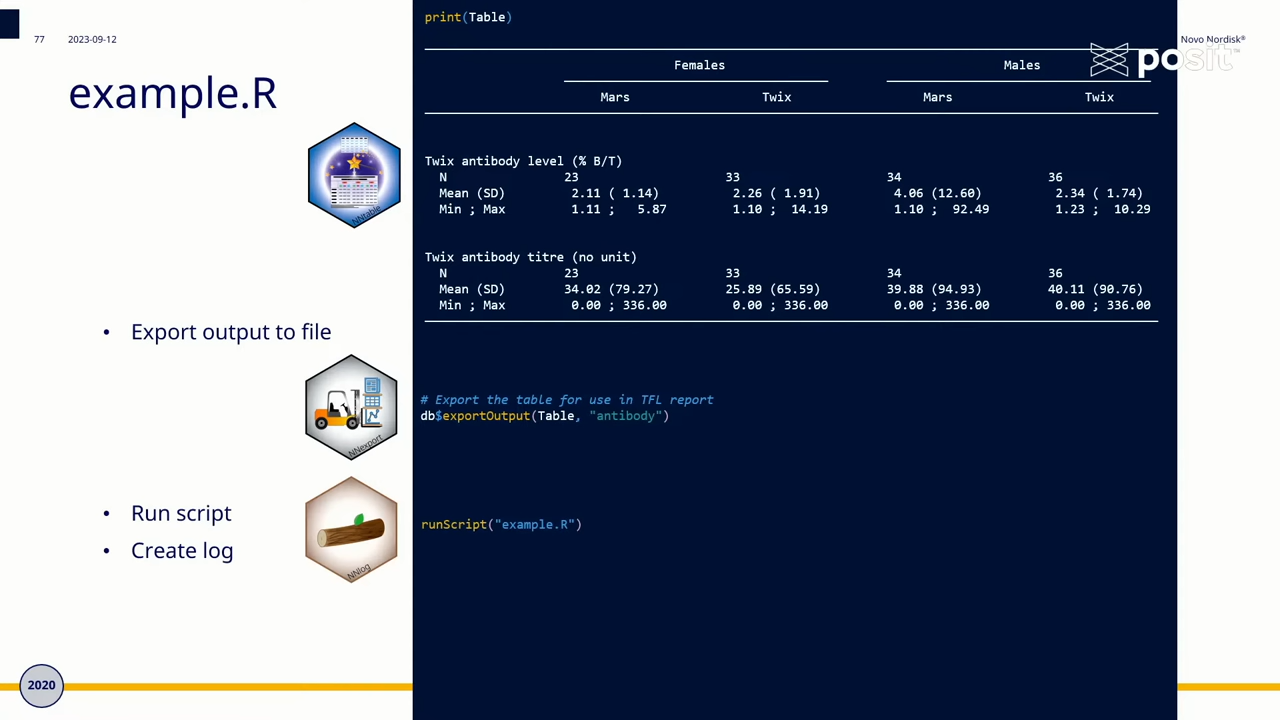 77 2023-09-12
Novo Nordisk®
posit™
example.R
NNtable
• Export output to file
NNexport
• Run script
• Create log
NNlog
2020
print(Table)
Females Males
Mars Twix Mars Twix
Twix antibody level (% B/T)
N 23 33 34 36
Mean (SD) 2.11 ( 1.14) 2.26 ( 1.91) 4.06 (12.60) 2.34 ( 1.74)
Min ; Max 1.11 ; 5.87 1.10 ; 14.19 1.10 ; 92.49 1.23 ; 10.29
Twix antibody titre (no unit)
N 23 33 34 36
Mean (SD) 34.02 (79.27) 25.89 (65.59) 39.88 (94.93) 40.11 (90.76)
Min ; Max 0.00 ; 336.00 0.00 ; 336.00 0.00 ; 336.00 0.00 ; 336.00
# Export the table for use in TFL report
db$exportOutput(Table, "antibody")
runScript("example.R")